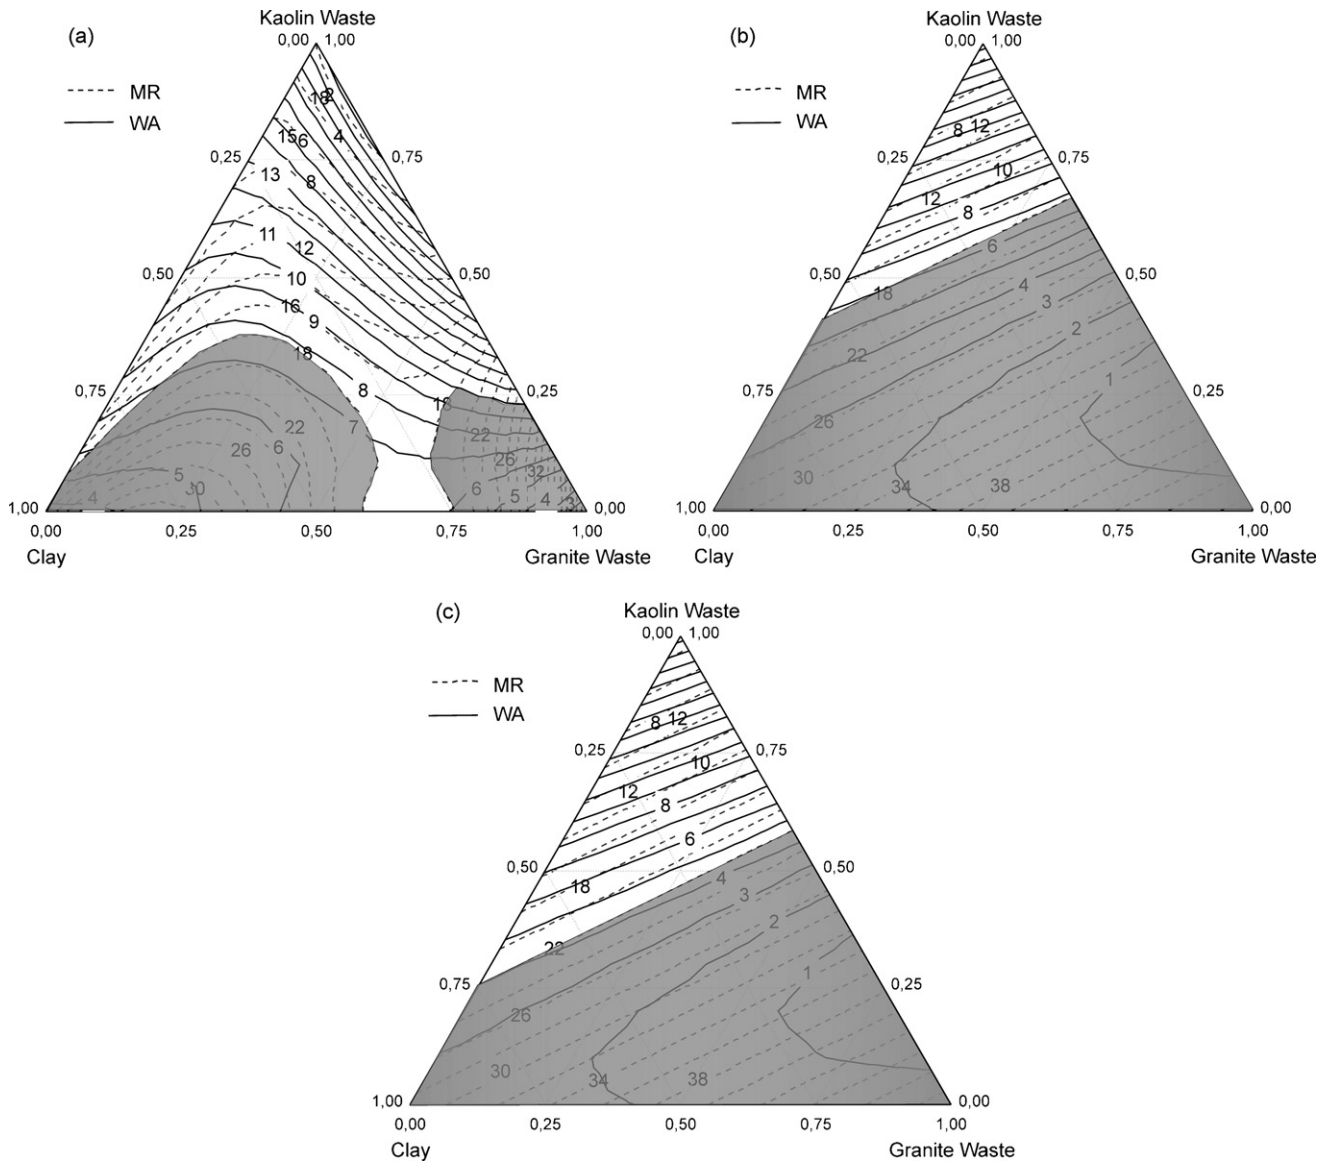 (a)
Kaolin Waste
0,00 1,00
MR
WA
18 2
15 6 4
0,25 0,75
13 8
11 12
0,50 10 0,50
16 9
18
0,75 8 18 0,25
22 7 22
26 6 26
5 32
4 30 6 5 4 3
1,00 0,00
0,00 0,25 0,50 0,75 1,00
Clay Granite Waste
(b)
Kaolin Waste
0,00 1,00
MR
WA
8 12
0,25 0,75
10
12 8
6
0,50 4 0,50
18 3
22 2
0,75 1 0,25
26
30 34 38
1,00 0,00
0,00 0,25 0,50 0,75 1,00
Clay Granite Waste
(c)
Kaolin Waste
0,00 1,00
MR
WA
8 12
0,25 0,75
10
12 8
6
0,50 4 0,50
18 3
22 2
0,75 1 0,25
26
30 34 38
1,00 0,00
0,00 0,25 0,50 0,75 1,00
Clay Granite Waste